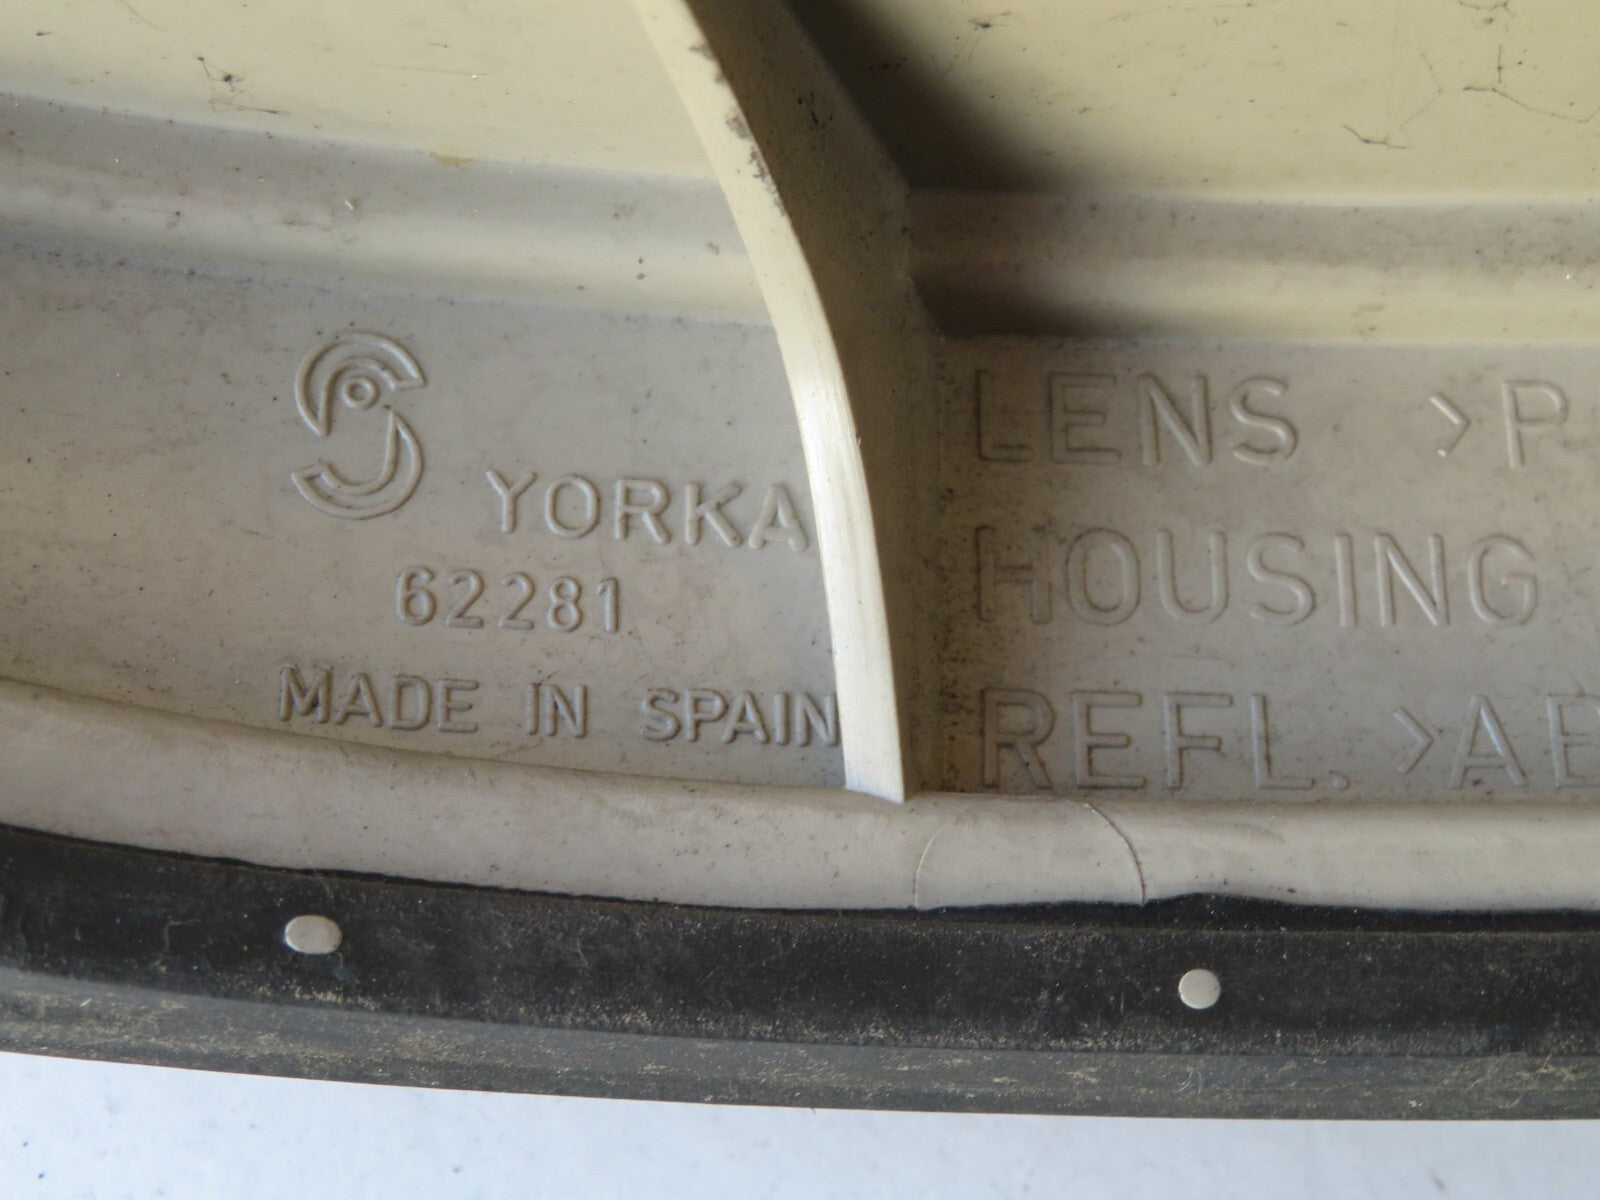 YORKA
62281
MADE IN SPAIN
LENS >P
HOUSING
REFL. >AB